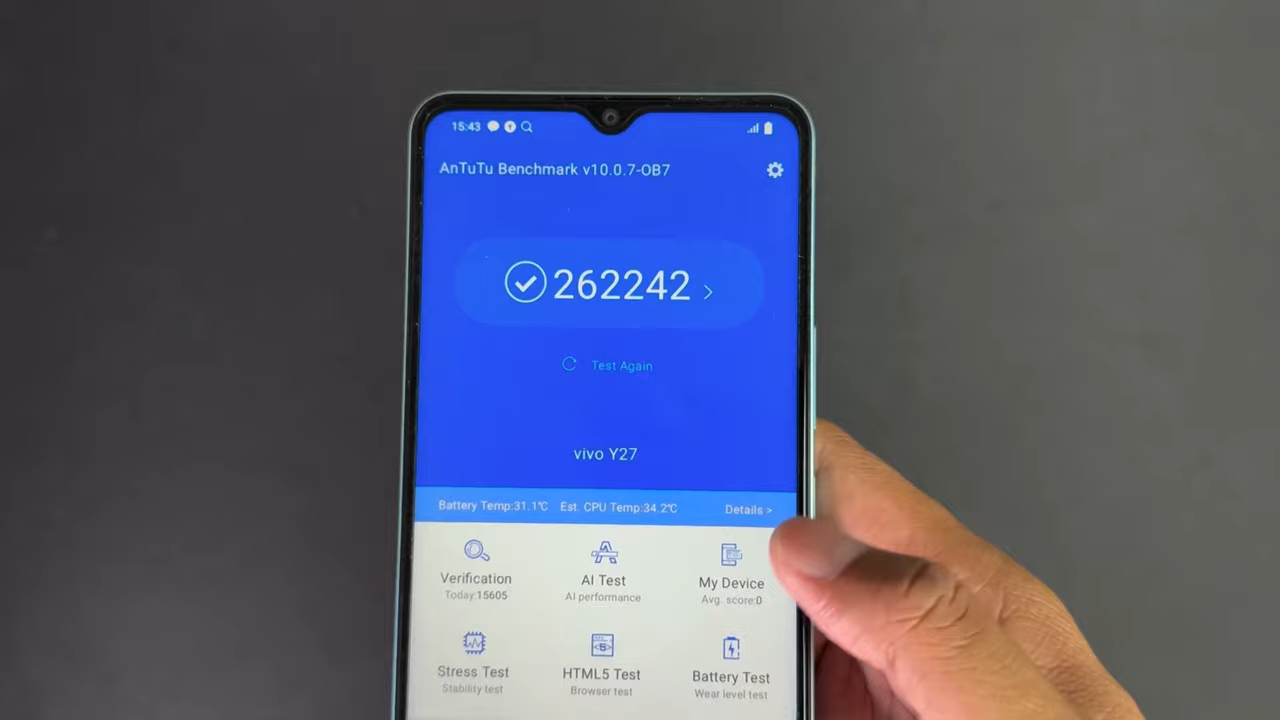 15:43
AnTuTu Benchmark v10.0.7-OB7
262242 >
Test Again
vivo Y27
Battery Temp:31.1℃ Est. CPU Temp:34.2℃ Details >
Verification AI Test My Device
Today:15605 AI performance Avg. score:0
Stress Test HTML5 Test Battery Test
Stability test Browser test Wear level test